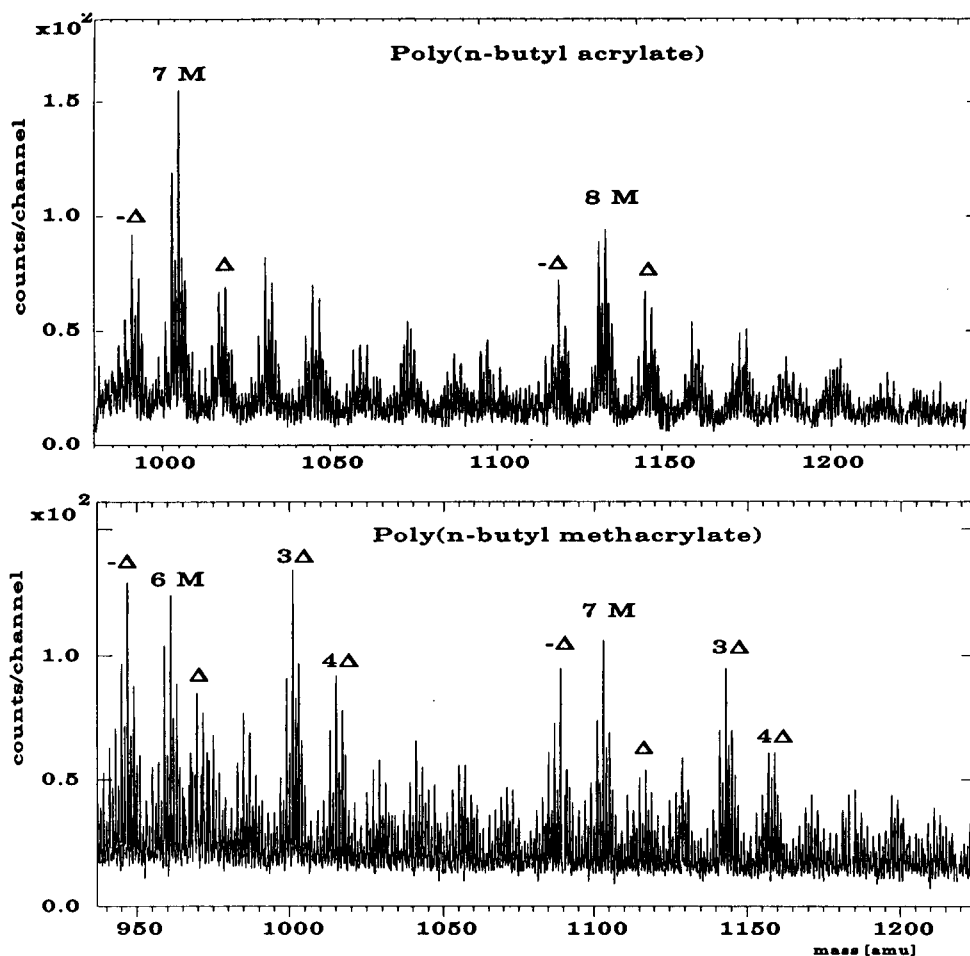 x10²
Poly(n-butyl acrylate)
7 M
1.5
counts/channel
8 M
-Δ
1.0
Δ
-Δ
Δ
0.5
0.0
1000 1050 1100 1150 1200
x10²
Poly(n-butyl methacrylate)
-Δ
6 M
3Δ
7 M
counts/channel
1.0
Δ
4Δ
-Δ
3Δ
Δ
4Δ
0.5
0.0
950 1000 1050 1100 1150 1200
mass [amu]